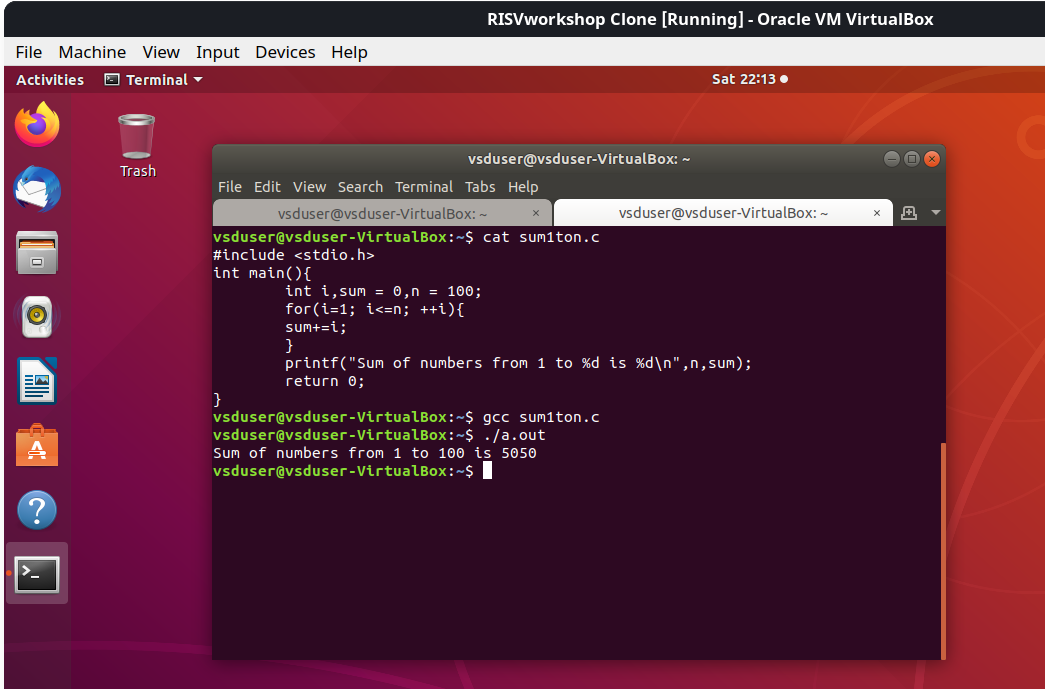 RISVworkshop Clone [Running] - Oracle VM VirtualBox
File Machine View Input Devices Help
Activities Terminal Sat 22:13
Trash
vsduser@vsduser-VirtualBox: ~
File Edit View Search Terminal Tabs Help
vsduser@vsduser-VirtualBox: ~ × vsduser@vsduser-VirtualBox: ~ ×
vsduser@vsduser-VirtualBox:~$ cat sum1ton.c
#include <stdio.h>
int main(){
        int i,sum = 0,n = 100;
        for(i=1; i<=n; ++i){
        sum+=i;
        }
        printf("Sum of numbers from 1 to %d is %d\n",n,sum);
        return 0;
}
vsduser@vsduser-VirtualBox:~$ gcc sum1ton.c
vsduser@vsduser-VirtualBox:~$ ./a.out
Sum of numbers from 1 to 100 is 5050
vsduser@vsduser-VirtualBox:~$